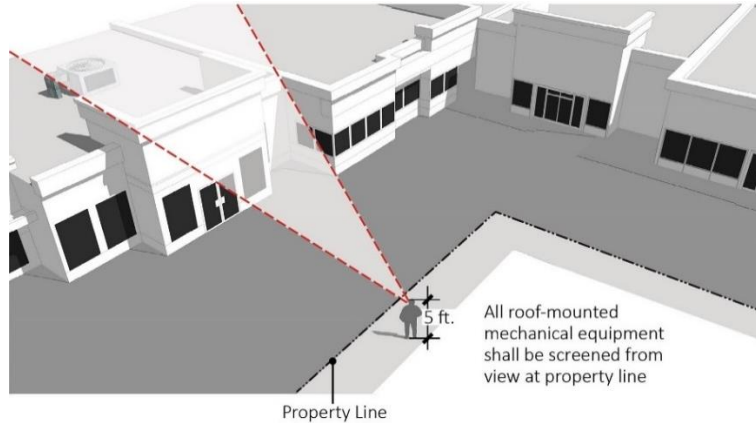 5 ft.
All roof-mounted
mechanical equipment
shall be screened from
view at property line
Property Line